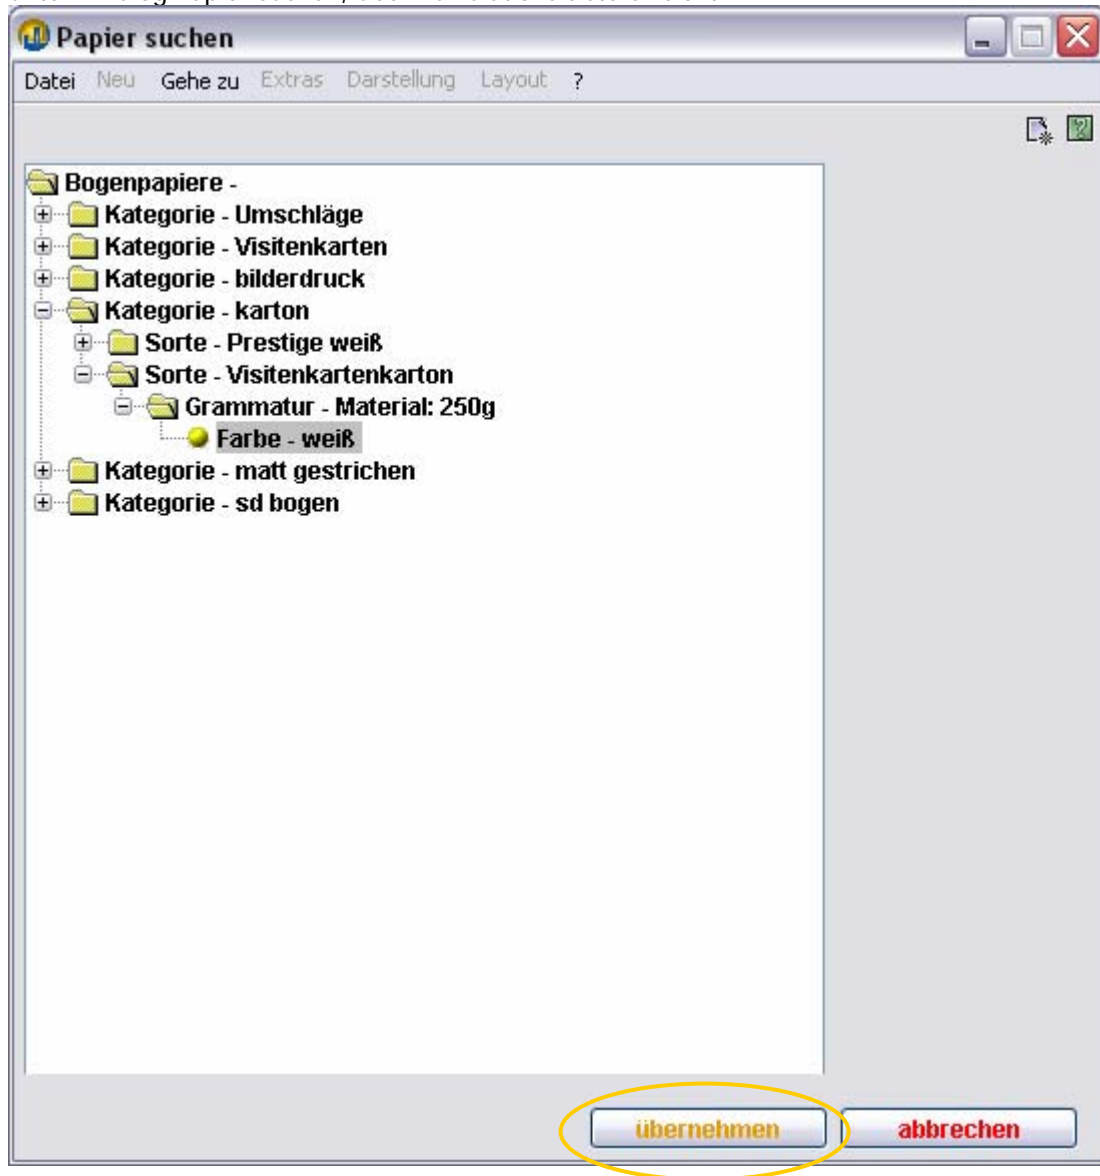 Papier suchen
Datei Neu Gehe zu Extras Darstellung Layout ?
Bogenpapiere -
Kategorie - Umschläge
Kategorie - Visitenkarten
Kategorie - bilderdruck
Kategorie - karton
Sorte - Prestige weiß
Sorte - Visitenkartenkarton
Grammatur - Material: 250g
Farbe - weiß
Kategorie - matt gestrichen
Kategorie - sd bogen
übernehmen abbrechen